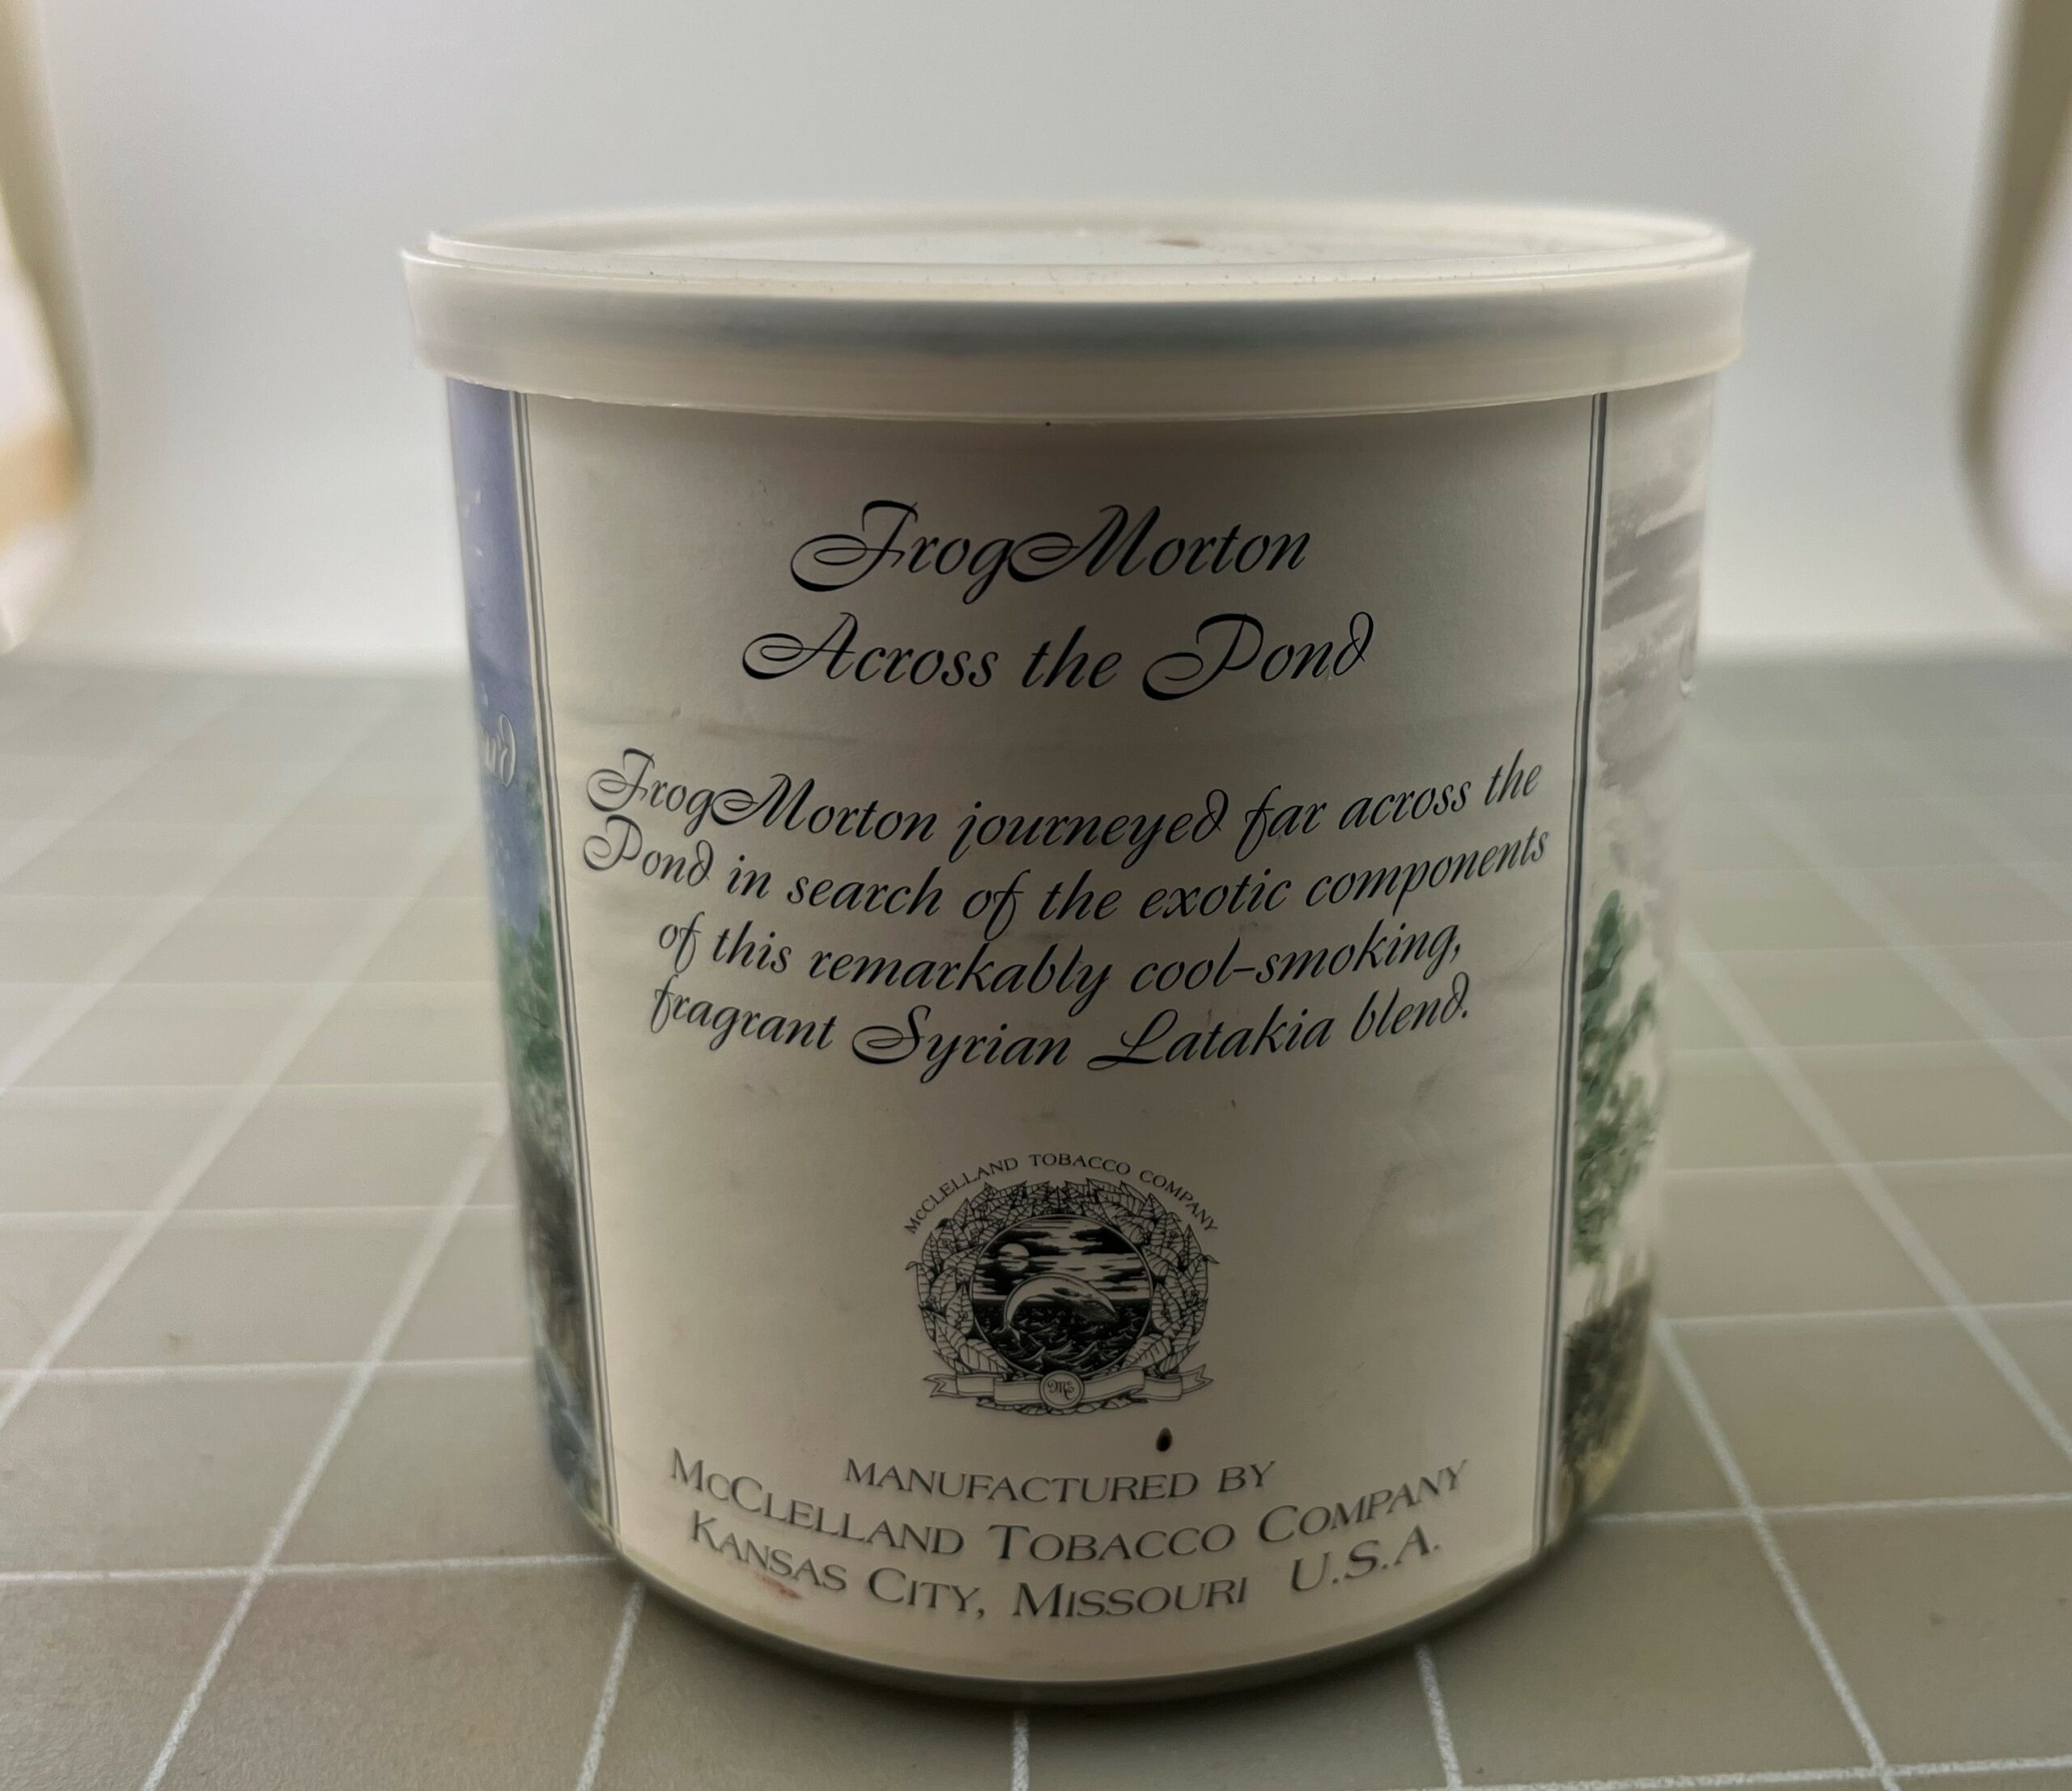 FrogMorton
Across the Pond
FrogMorton journeyed far across the
Pond in search of the exotic components
of this remarkably cool-smoking,
fragrant Syrian Latakia blend.
McCLELLAND TOBACCO COMPANY
MANUFACTURED BY
McCLELLAND TOBACCO COMPANY
KANSAS CITY, MISSOURI U.S.A.